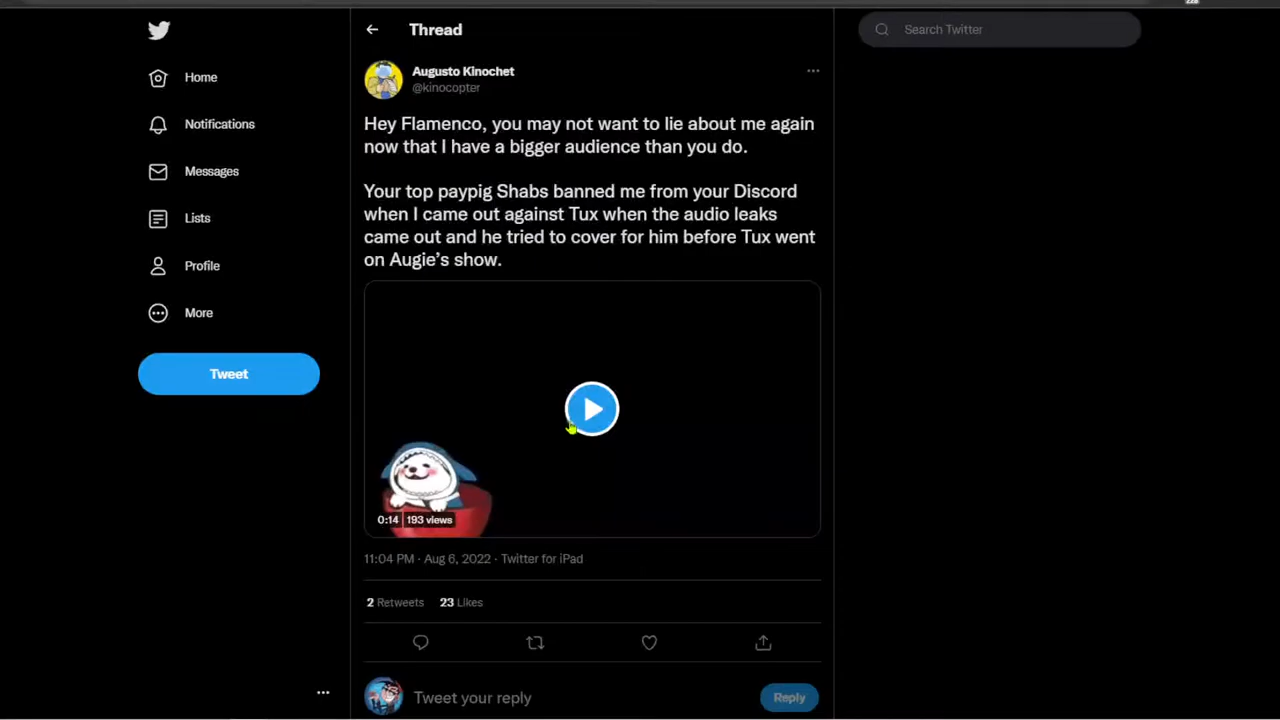 Thread
Search Twitter
Home
Notifications
Messages
Lists
Profile
More
Tweet
Augusto Kinochet
@kinocopter
Hey Flamenco, you may not want to lie about me again
now that I have a bigger audience than you do.
Your top paypig Shabs banned me from your Discord
when I came out against Tux when the audio leaks
came out and he tried to cover for him before Tux went
on Augie’s show.
0:14 193 views
11:04 PM · Aug 6, 2022 · Twitter for iPad
2 Retweets 23 Likes
Tweet your reply
Reply